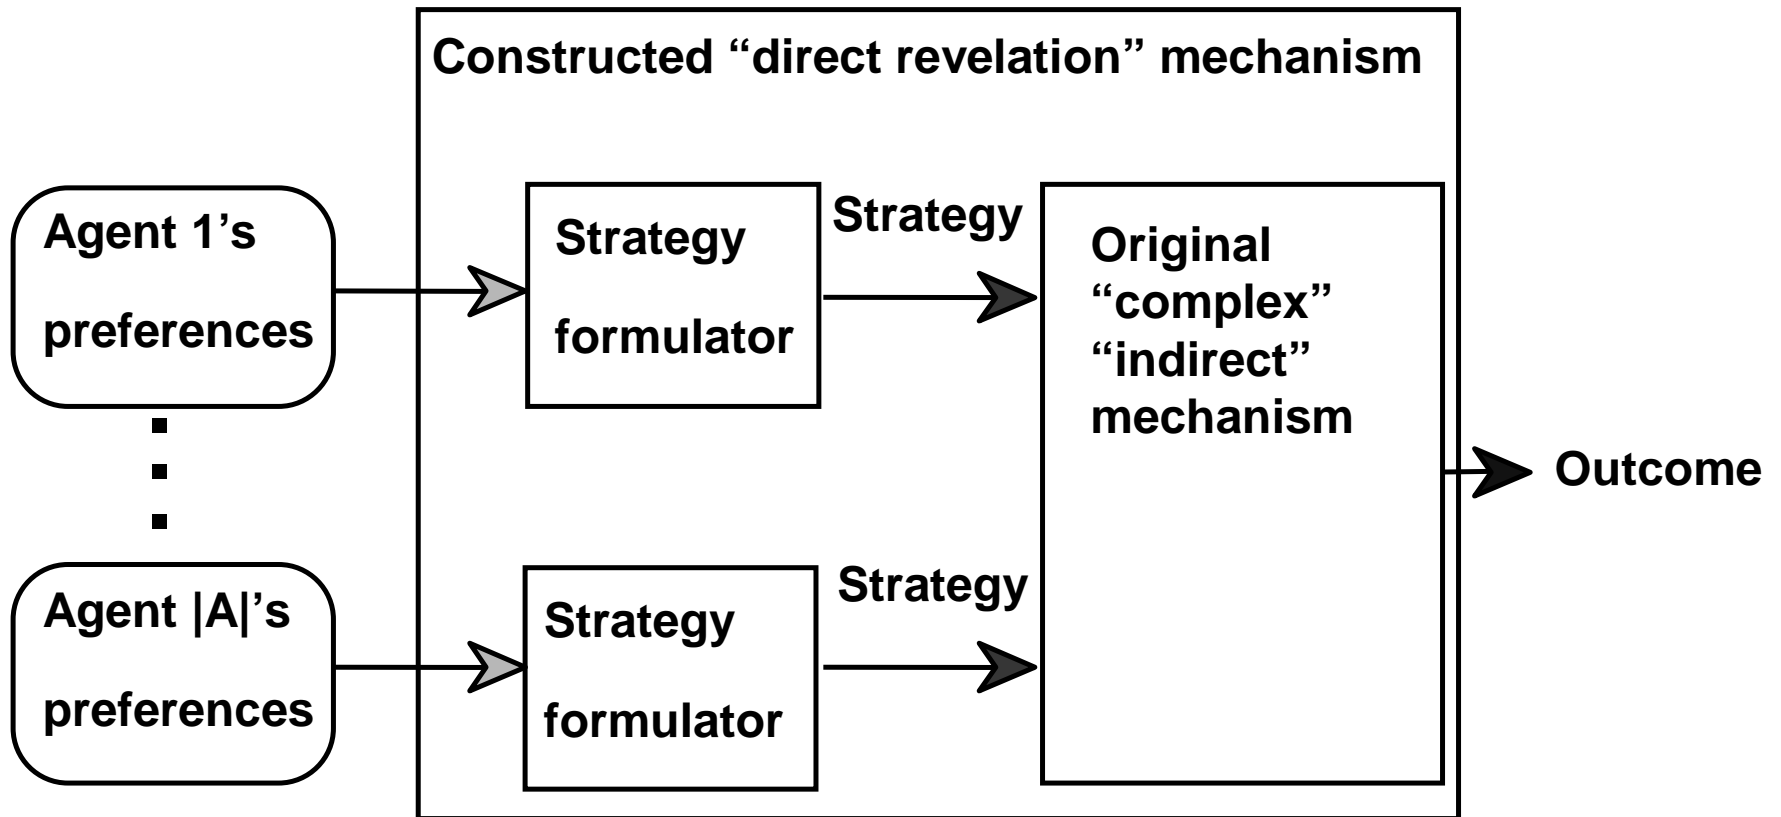 Constructed “direct revelation” mechanism
Agent 1’s
preferences
Strategy
formulator
Strategy
Original
“complex”
“indirect”
mechanism
Outcome
Agent |A|’s
preferences
Strategy
formulator
Strategy